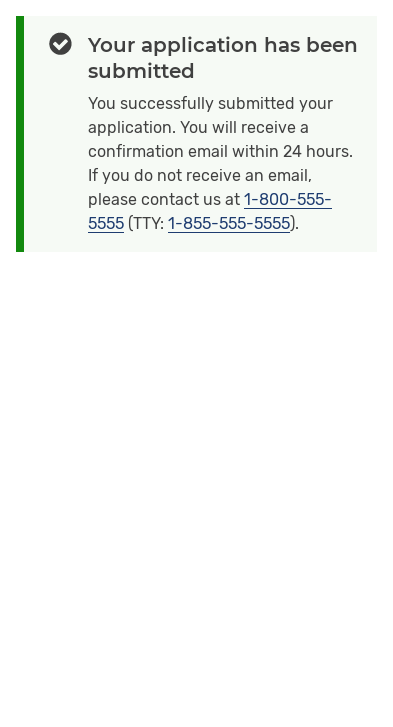 Your application has been
submitted
You successfully submitted your
application. You will receive a
confirmation email within 24 hours.
If you do not receive an email,
please contact us at 1-800-555-
5555 (TTY: 1-855-555-5555).